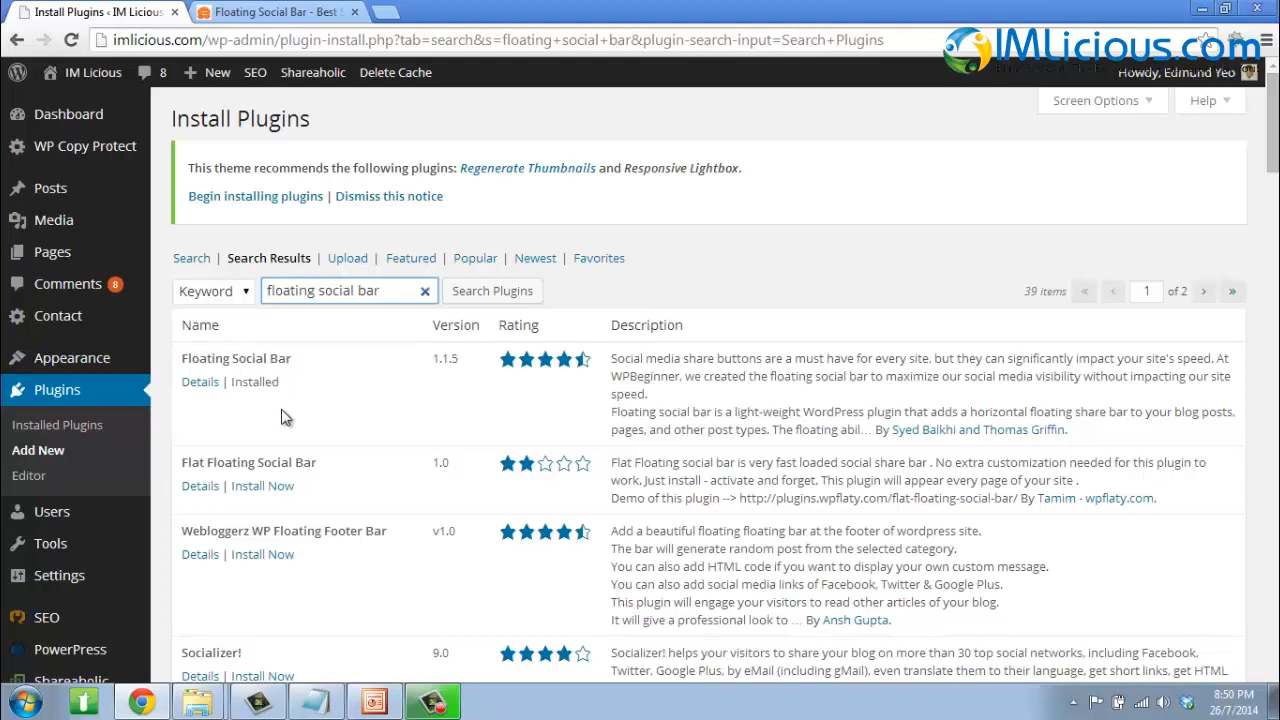 Install Plugins ‹ IM Licious
Floating Social Bar - Best S
imlicious.com/wp-admin/plugin-install.php?tab=search&s=floating+social+bar&plugin-search-input=Search+Plugins
IMLicious.com
IM Licious
8
New
SEO
Shareaholic
Delete Cache
Howdy, Edmund Yeo
Dashboard
WP Copy Protect
Posts
Media
Pages
Comments 8
Contact
Appearance
Plugins
Installed Plugins
Add New
Editor
Users
Tools
Settings
SEO
PowerPress
Shareaholic
Screen Options
Help
Install Plugins
This theme recommends the following plugins: Regenerate Thumbnails and Responsive Lightbox.
Begin installing plugins | Dismiss this notice
Search | Search Results | Upload | Featured | Popular | Newest | Favorites
Keyword floating social bar Search Plugins 39 items « ‹ 1 of 2 › »
Name Version Rating Description
Floating Social Bar 1.1.5 Social media share buttons are a must have for every site, but they can significantly impact your site's speed. At
Details | Installed WPBeginner, we created the floating social bar to maximize our social media visibility without impacting our site
speed.
Floating social bar is a light-weight WordPress plugin that adds a horizontal floating share bar to your blog posts,
pages, and other post types. The floating abil... By Syed Balkhi and Thomas Griffin.
Flat Floating Social Bar 1.0 Flat Floating social bar is very fast loaded social share bar . No extra customization needed for this plugin to
Details | Install Now work. Just install - activate and forget. This plugin will appear every page of your site .
Demo of this plugin --> http://plugins.wpflaty.com/flat-floating-social-bar/ By Tamim - wpflaty.com.
Webloggerz WP Floating Footer Bar v1.0 Add a beautiful floating floating bar at the footer of wordpress site.
Details | Install Now The bar will generate random post from the selected category.
You can also add HTML code if you want to display your own custom message.
You can also add social media links of Facebook, Twitter & Google Plus.
This plugin will engage your visitors to read other articles of your blog.
It will give a professional look to ... By Ansh Gupta.
Socializer! 9.0 Socializer! helps your visitors to share your blog on more than 30 top social networks, including Facebook,
Details | Install Now Twitter, Google Plus, by eMail (including gMail), even translate them to their language, get short links, get HTML
8:50 PM
26/7/2014